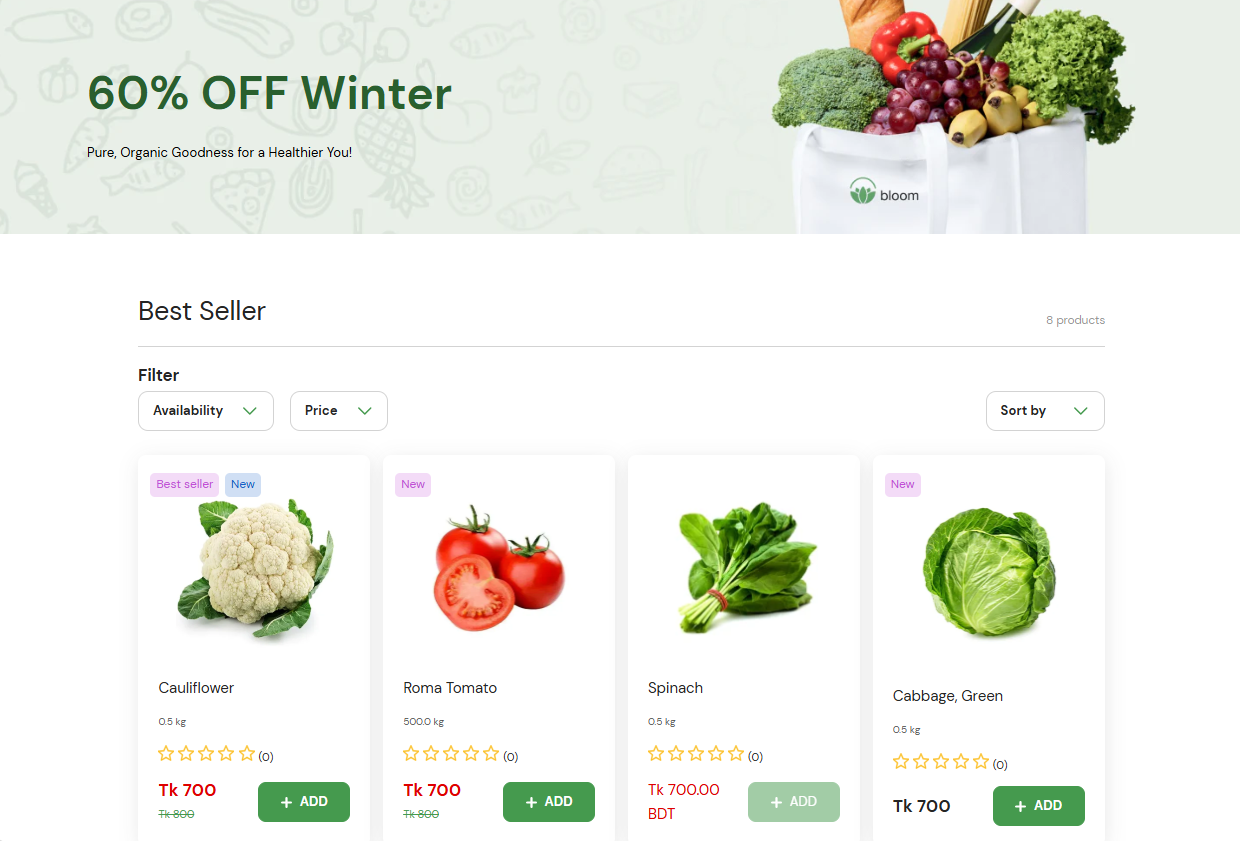 60% OFF Winter
Pure, Organic Goodness for a Healthier You!
bloom
Best Seller
8 products
Filter
Availability
Price
Sort by
Best seller
New
New
New
Cauliflower
0.5 kg
(0)
Tk 700
Tk 800
+ ADD
Roma Tomato
500.0 kg
(0)
Tk 700
Tk 800
+ ADD
Spinach
0.5 kg
(0)
Tk 700.00
BDT
+ ADD
Cabbage, Green
0.5 kg
(0)
Tk 700
+ ADD